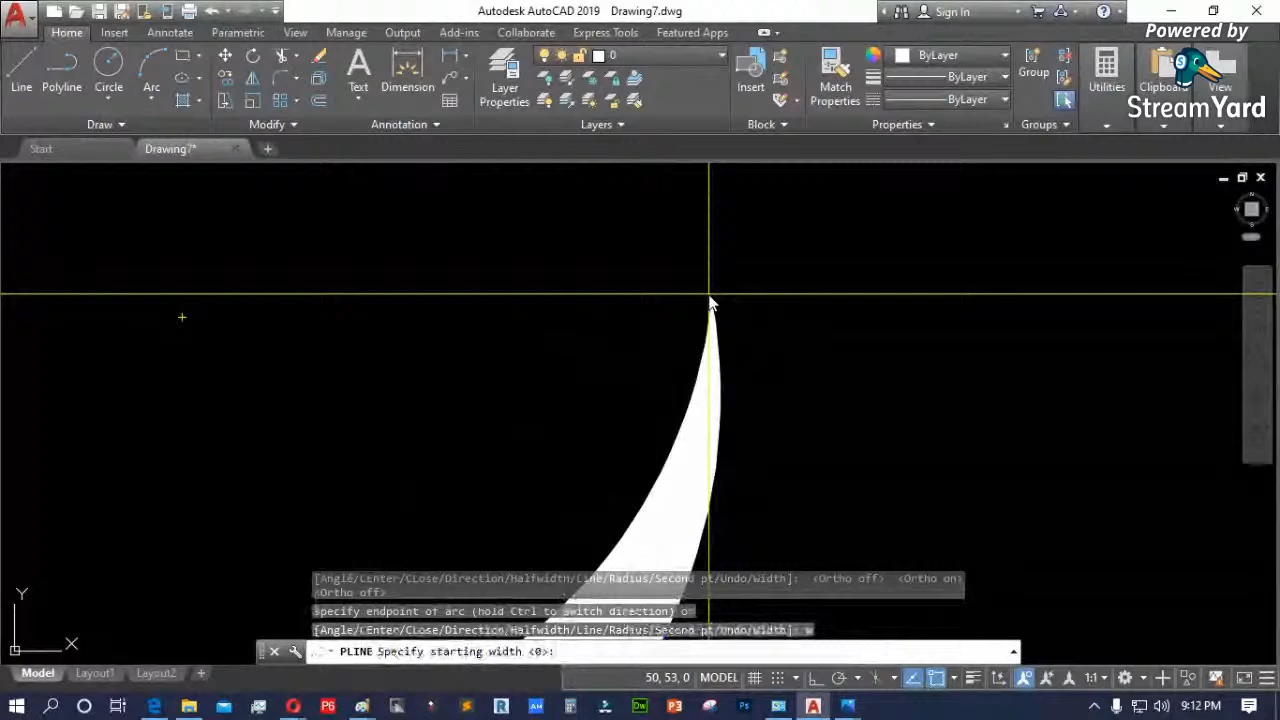 Autodesk AutoCAD 2019 Drawing7.dwg
Sign In
Powered by
StreamYard
Home Insert Annotate Parametric View Manage Output Add-ins Collaborate Express Tools Featured Apps
0
ByLayer
ByLayer
ByLayer
Line Polyline Circle Arc
Text Dimension
Layer Properties
Insert
Match Properties
Group
Utilities
Clipboard
View
Draw Modify Annotation Layers Block Properties Groups
Start Drawing7*
N
W
Y
[Angle/CEnter/CLose/Direction/Halfwidth/Line/Radius/Second pt/Undo/Width]: <Ortho off> <Ortho on>
<Ortho off>
Specify endpoint of arc (hold Ctrl to switch direction) or
[Angle/CEnter/CLose/Direction/Halfwidth/Line/Radius/Second pt/Undo/Width]: w
PLINE Specify starting width <0>:
X
Model Layout1 Layout2
50, 53, 0 MODEL
1:1
9:12 PM